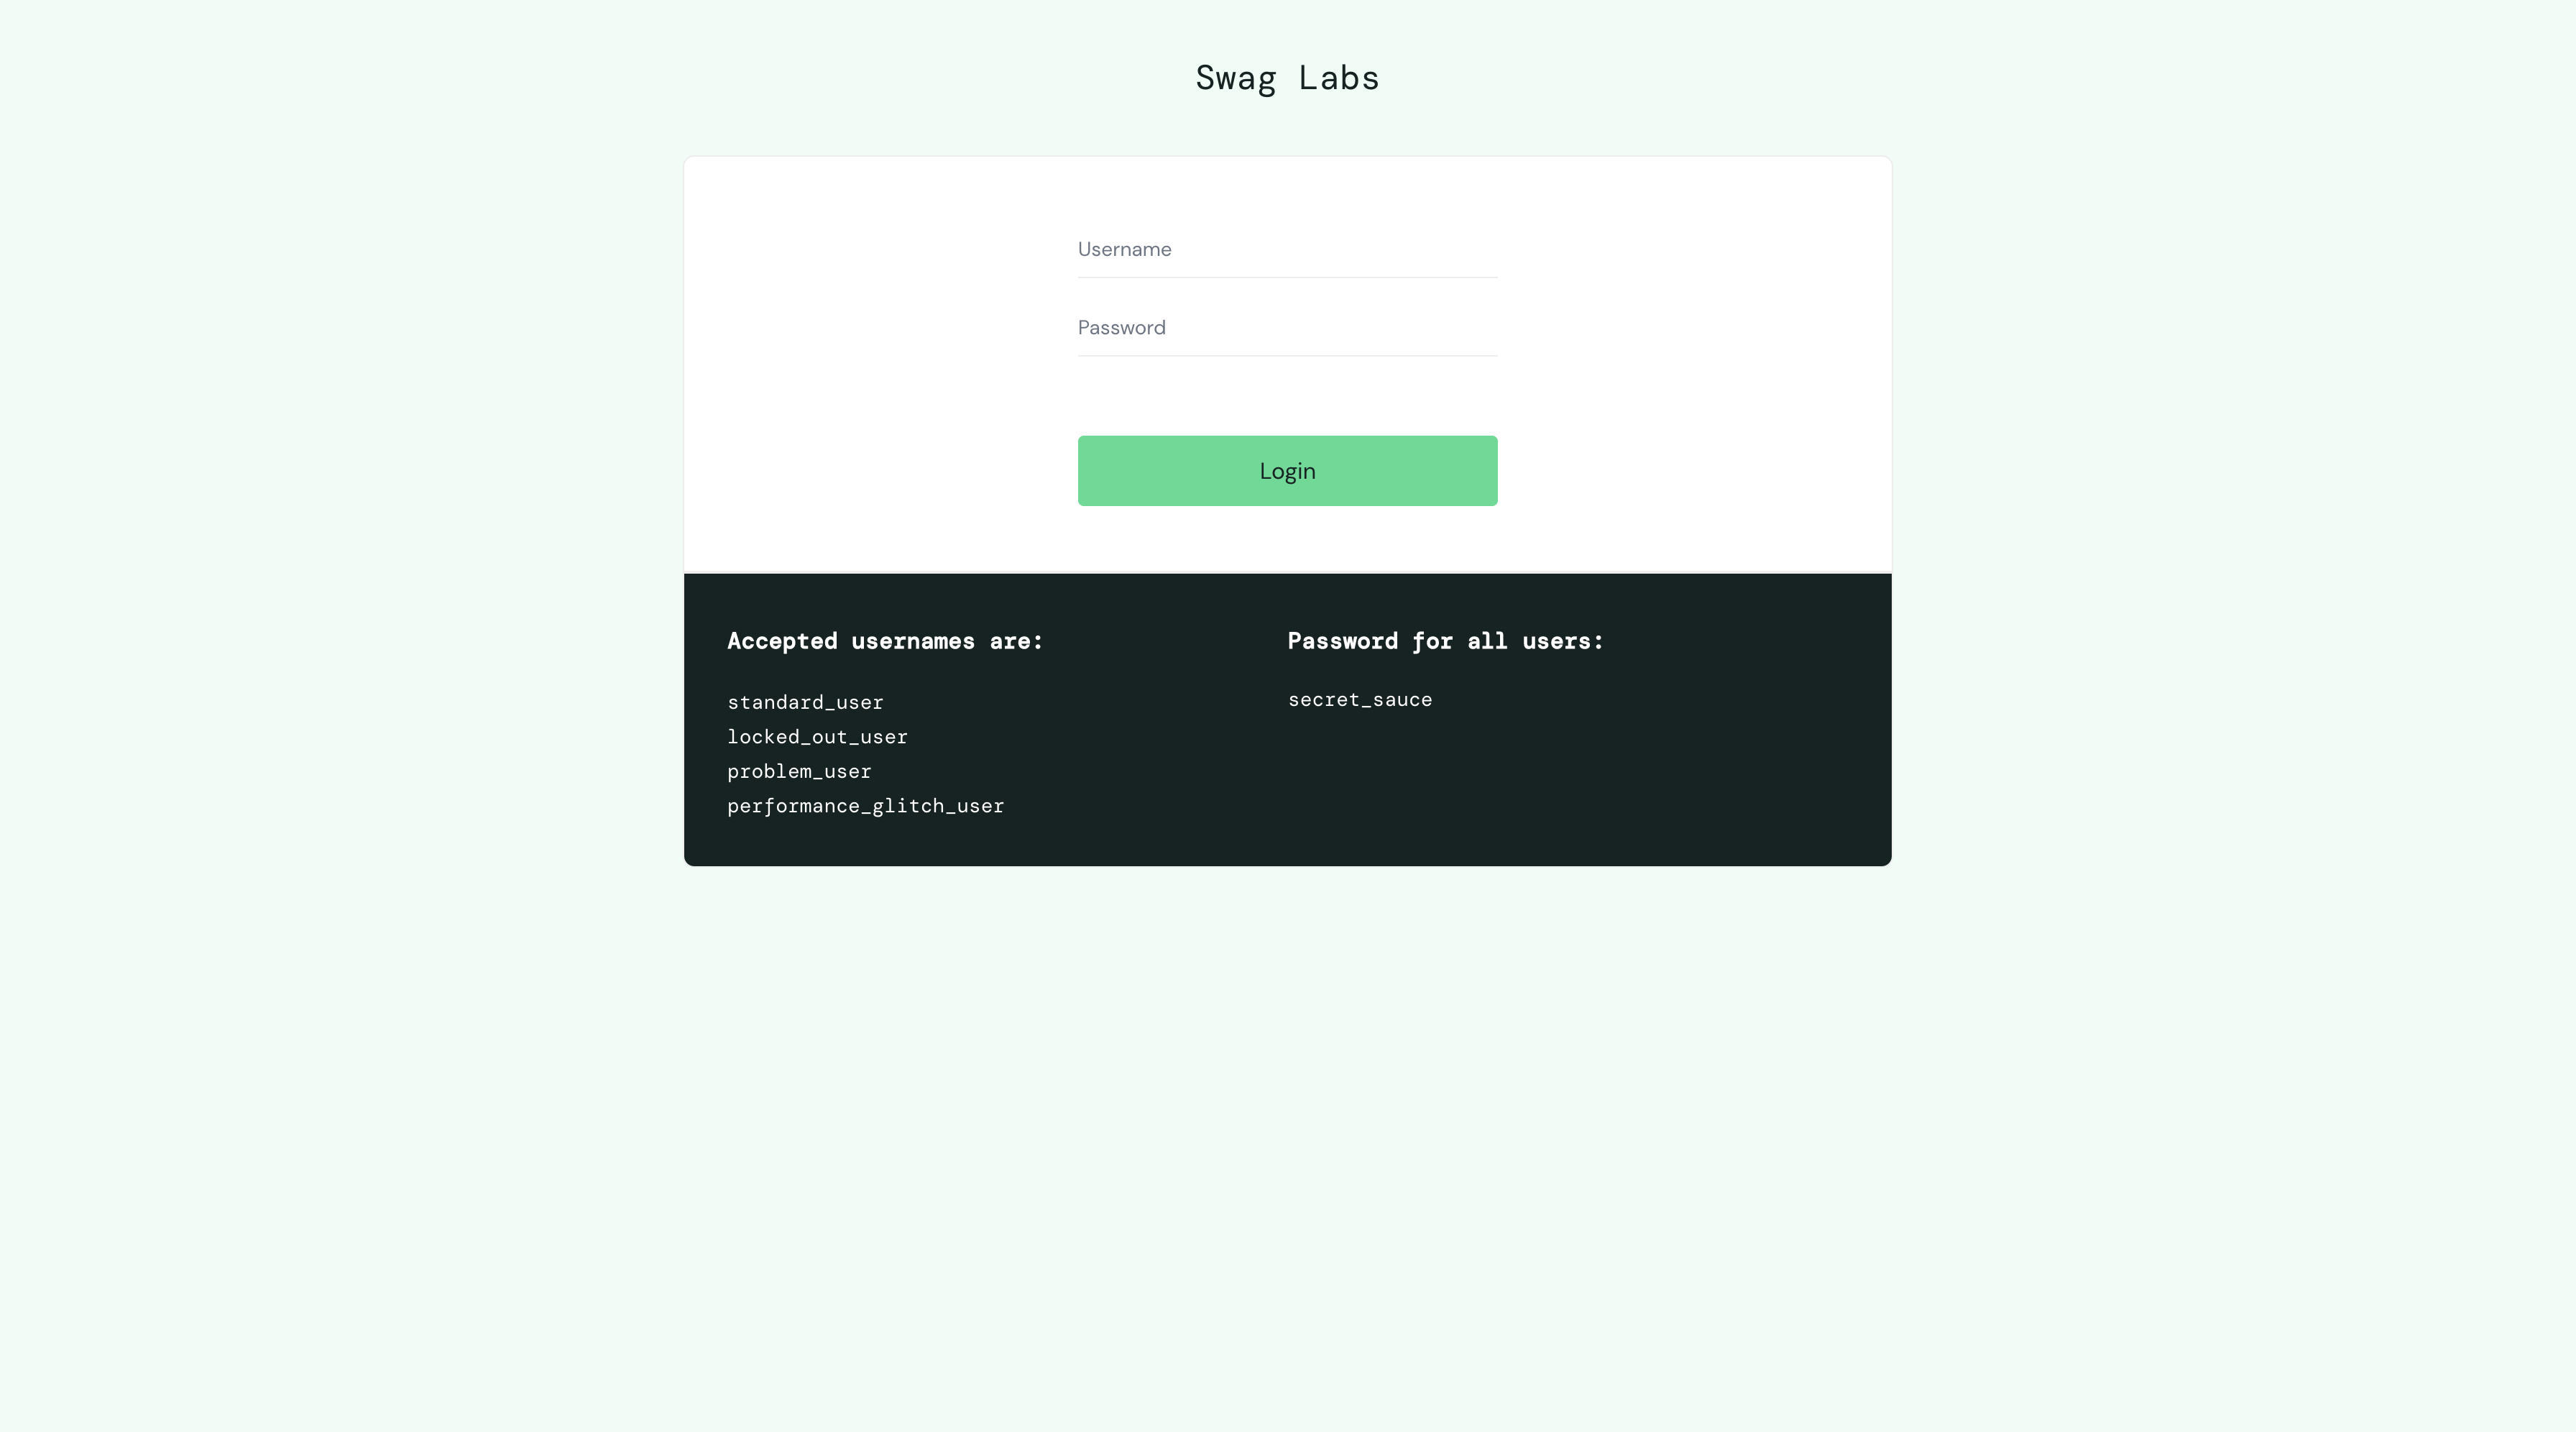 Swag Labs
Username
Password
Login
Accepted usernames are:
standard_user
locked_out_user
problem_user
performance_glitch_user
Password for all users:
secret_sauce